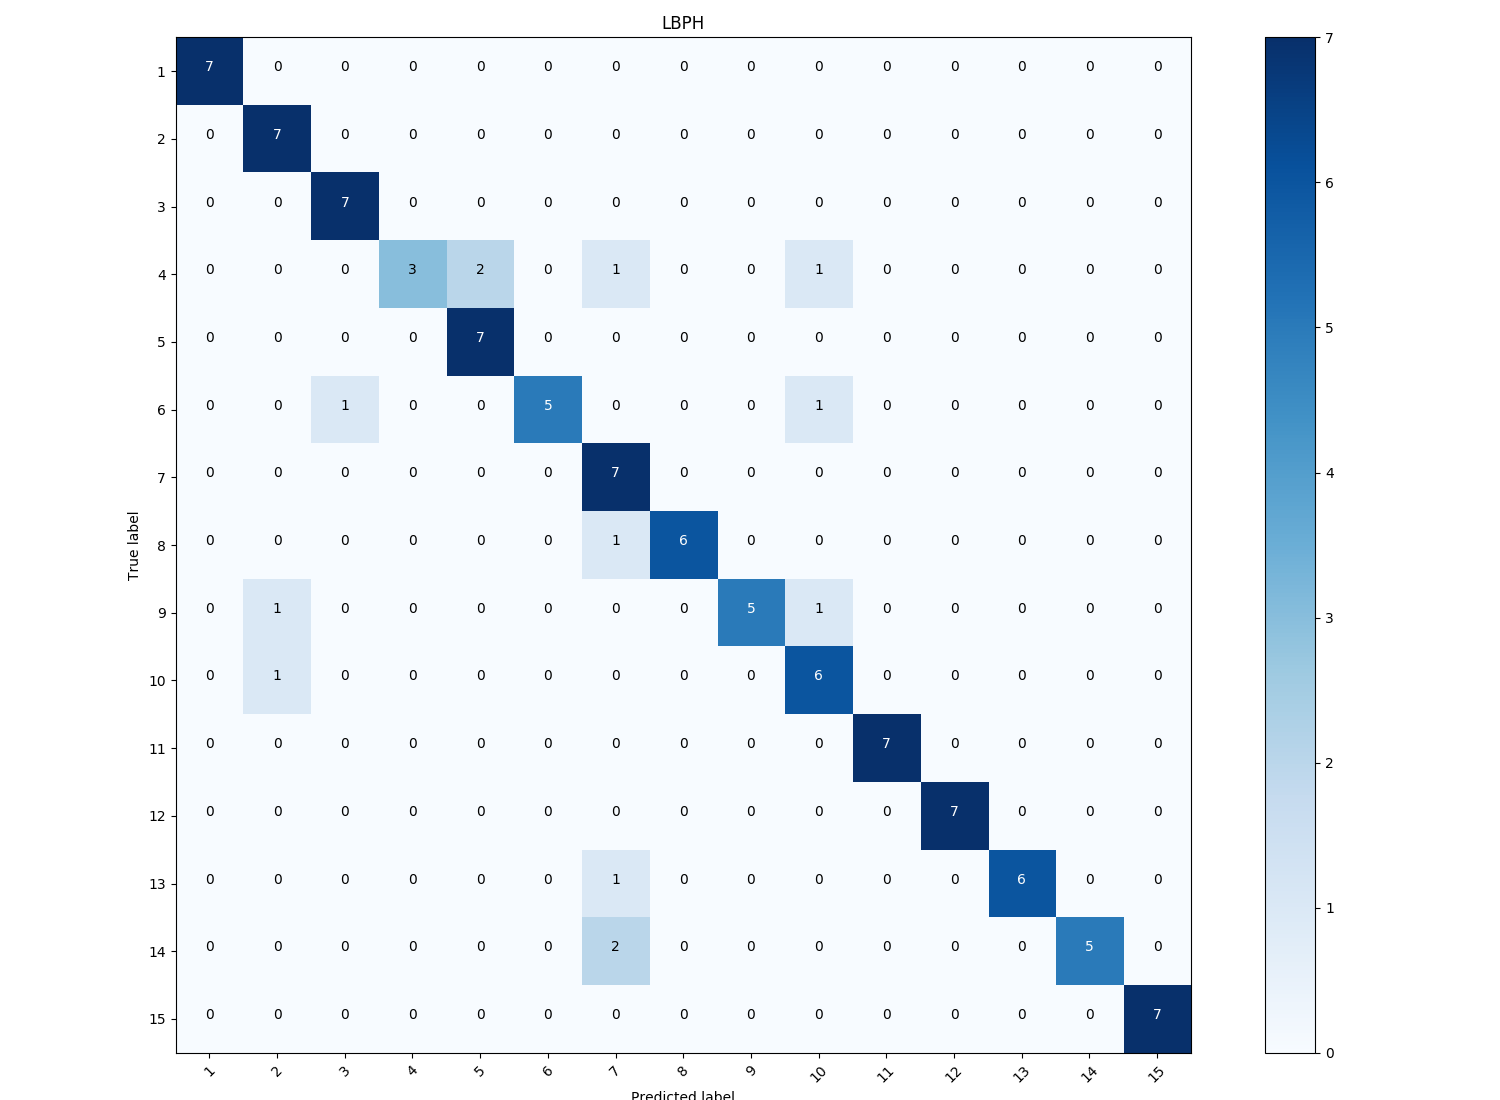 LBPH
1 7 0 0 0 0 0 0 0 0 0 0 0 0 0 0
2 0 7 0 0 0 0 0 0 0 0 0 0 0 0 0
3 0 0 7 0 0 0 0 0 0 0 0 0 0 0 0
4 0 0 0 3 2 0 1 0 0 1 0 0 0 0 0
5 0 0 0 0 7 0 0 0 0 0 0 0 0 0 0
6 0 0 1 0 0 5 0 0 0 1 0 0 0 0 0
7 0 0 0 0 0 0 7 0 0 0 0 0 0 0 0
8 0 0 0 0 0 0 1 6 0 0 0 0 0 0 0
9 0 1 0 0 0 0 0 0 5 1 0 0 0 0 0
10 0 1 0 0 0 0 0 0 0 6 0 0 0 0 0
11 0 0 0 0 0 0 0 0 0 0 7 0 0 0 0
12 0 0 0 0 0 0 0 0 0 0 0 7 0 0 0
13 0 0 0 0 0 0 1 0 0 0 0 0 6 0 0
14 0 0 0 0 0 0 2 0 0 0 0 0 0 5 0
15 0 0 0 0 0 0 0 0 0 0 0 0 0 0 7
1 2 3 4 5 6 7 8 9 10 11 12 13 14 15
True label
Predicted label
7
6
5
4
3
2
1
0